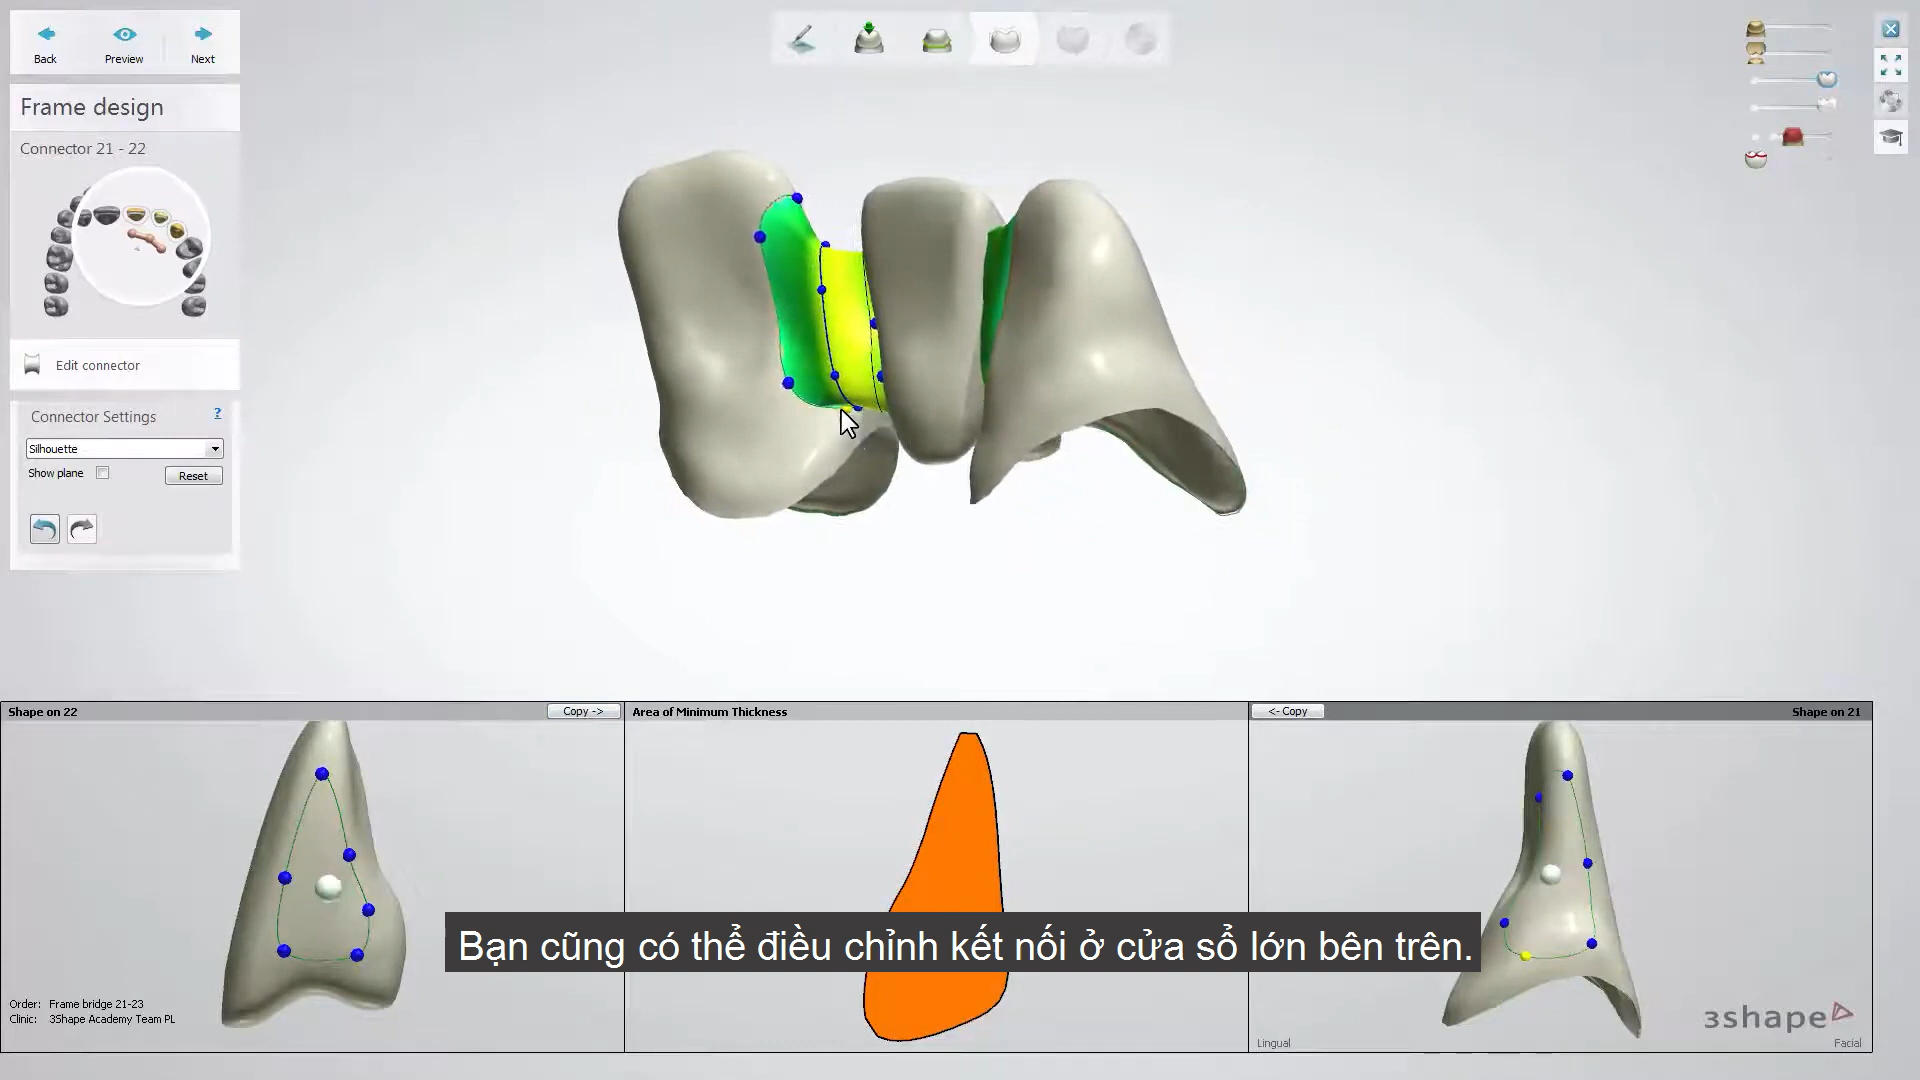 Back
Preview
Next
Frame design
Connector 21 - 22
Edit connector
Connector Settings
?
Silhouette
Show plane
Reset
Shape on 22
Copy ->
Area of Minimum Thickness
<- Copy
Shape on 21
Bạn cũng có thể điều chỉnh kết nối ở cửa sổ lớn bên trên.
Order: Frame bridge 21-23
Clinic: 3Shape Academy Team PL
3shape
Lingual
Facial